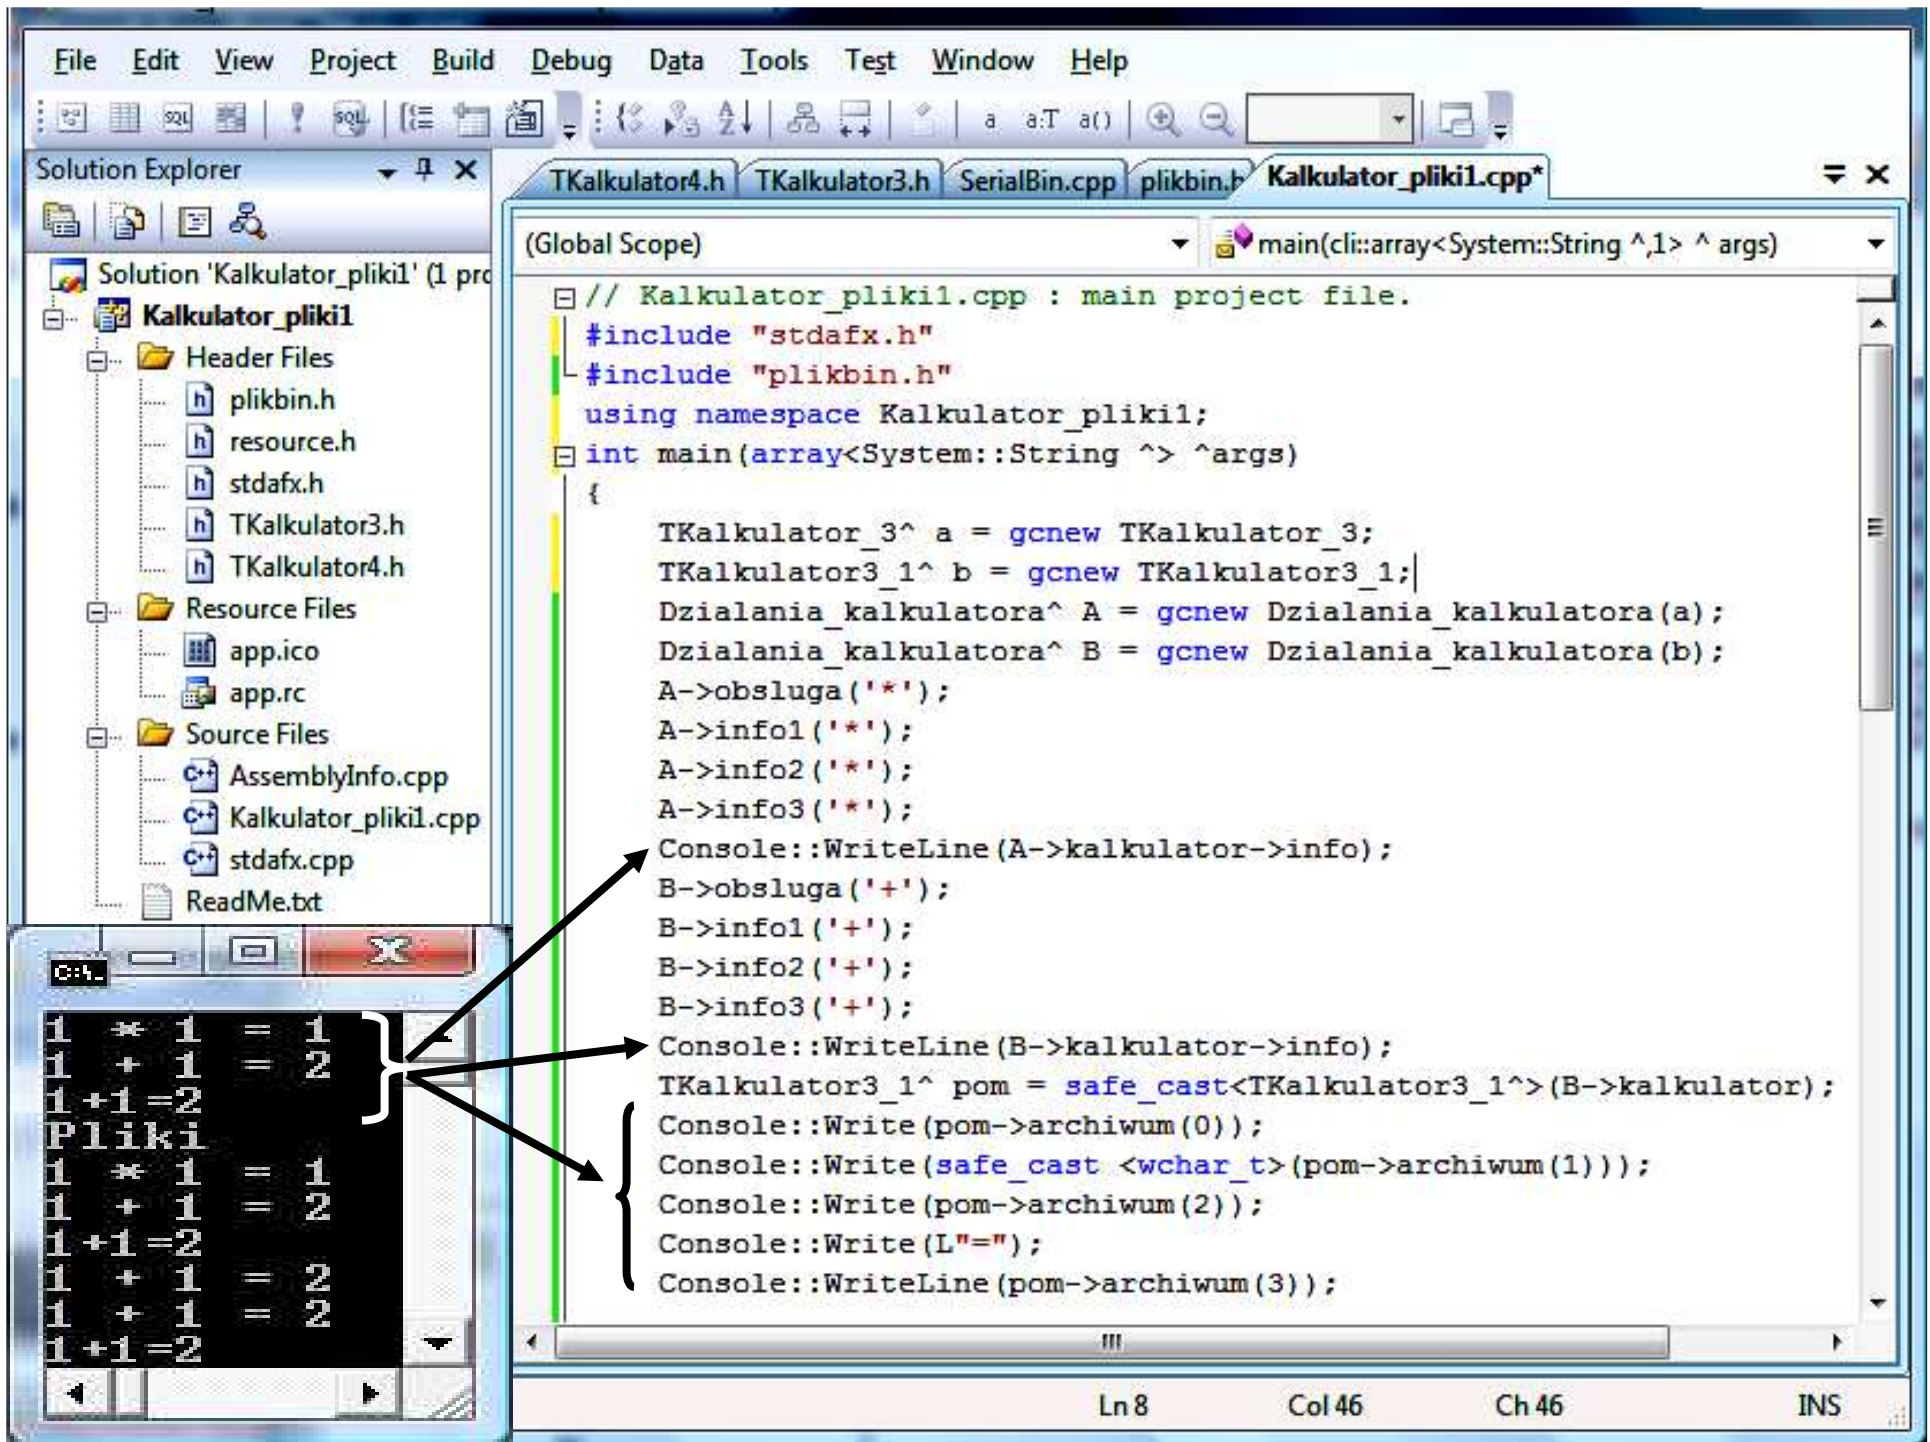 File Edit View Project Build Debug Data Tools Test Window Help
SQL SQL a a:T a()
Solution Explorer
TKalkulator4.h TKalkulator3.h SerialBin.cpp plikbin.h Kalkulator_pliki1.cpp*
(Global Scope) main(cli::array<System::String ^,1> ^ args)
Solution 'Kalkulator_pliki1' (1 prc
Kalkulator_pliki1
Header Files
plikbin.h
resource.h
stdafx.h
TKalkulator3.h
TKalkulator4.h
Resource Files
app.ico
app.rc
Source Files
AssemblyInfo.cpp
Kalkulator_pliki1.cpp
stdafx.cpp
ReadMe.txt
// Kalkulator_pliki1.cpp : main project file.
#include "stdafx.h"
#include "plikbin.h"
using namespace Kalkulator_pliki1;
int main(array<System::String ^> ^args)
{
TKalkulator_3^ a = gcnew TKalkulator_3;
TKalkulator3_1^ b = gcnew TKalkulator3_1;
Dzialania_kalkulatora^ A = gcnew Dzialania_kalkulatora(a);
Dzialania_kalkulatora^ B = gcnew Dzialania_kalkulatora(b);
A->obsluga('*');
A->info1('*');
A->info2('*');
A->info3('*');
Console::WriteLine(A->kalkulator->info);
B->obsluga('+');
B->info1('+');
B->info2('+');
B->info3('+');
Console::WriteLine(B->kalkulator->info);
TKalkulator3_1^ pom = safe_cast<TKalkulator3_1^>(B->kalkulator);
Console::Write(pom->archiwum(0));
Console::Write(safe_cast <wchar_t>(pom->archiwum(1)));
Console::Write(pom->archiwum(2));
Console::Write(L"=");
Console::WriteLine(pom->archiwum(3));
C:\.
1 * 1 = 1
1 + 1 = 2
1+1=2
Pliki
1 * 1 = 1
1 + 1 = 2
1+1=2
1 + 1 = 2
1 + 1 = 2
1+1=2
Ln 8 Col 46 Ch 46 INS